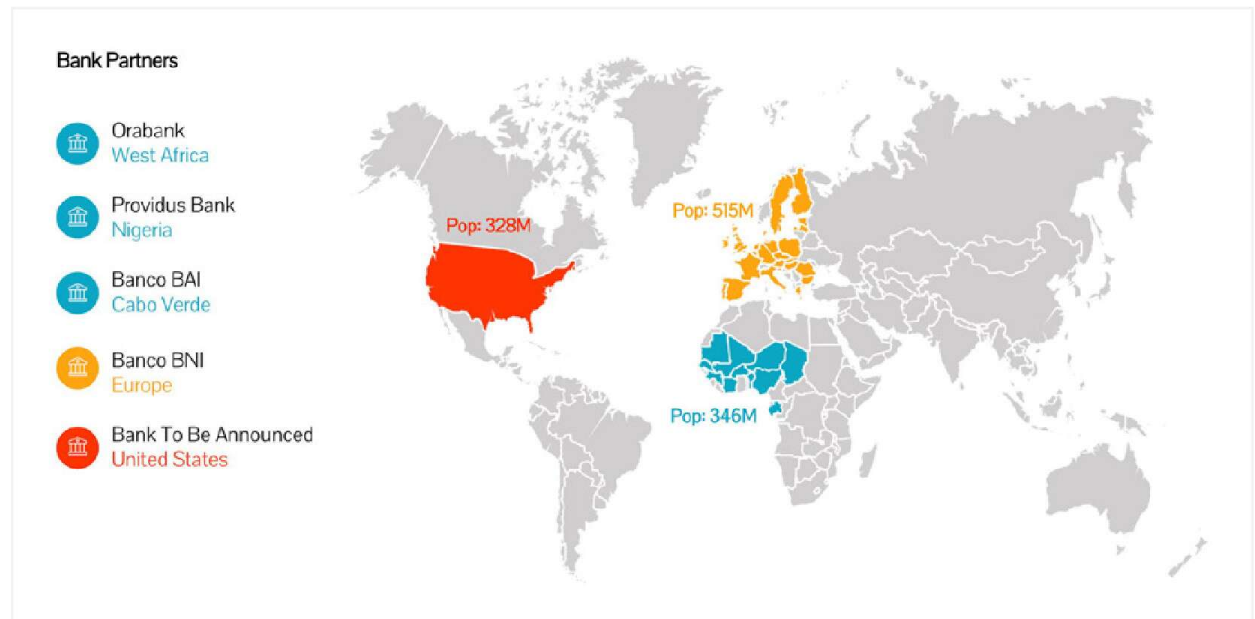 Bank Partners
Orabank
West Africa
Providus Bank
Nigeria
Banco BAI
Cabo Verde
Banco BNI
Europe
Bank To Be Announced
United States
Pop: 328M
Pop: 515M
Pop: 346M